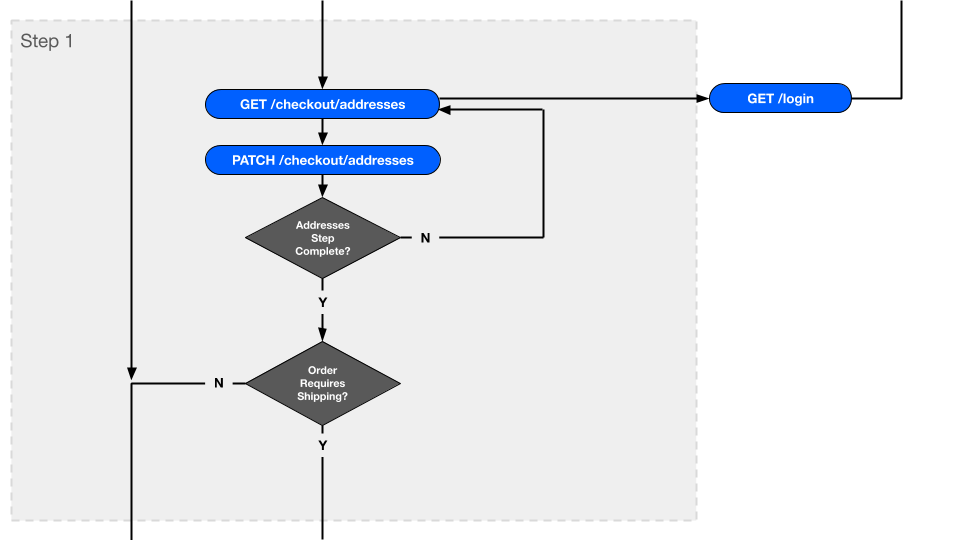 Step 1
GET /checkout/addresses
GET /login
PATCH /checkout/addresses
Addresses
Step
Complete?
N
Y
Order
Requires
Shipping?
N
Y